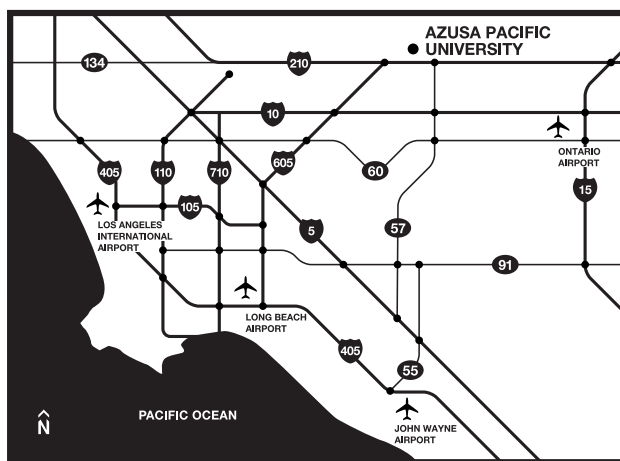 AZUSA PACIFIC
UNIVERSITY
134
210
10
ONTARIO
AIRPORT
405
110
710
605
60
15
105
LOS ANGELES
INTERNATIONAL
AIRPORT
5
57
91
LONG BEACH
AIRPORT
405
55
PACIFIC OCEAN
N
JOHN WAYNE
AIRPORT